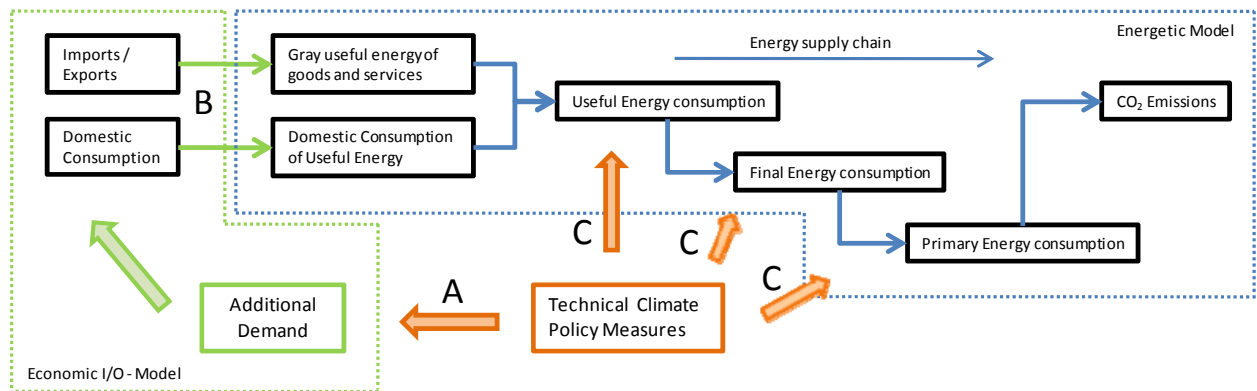 Energetic Model
Imports /
Exports
Gray useful energy of
goods and services
Energy supply chain
B
Useful Energy consumption
CO₂ Emissions
Domestic
Consumption
Domestic Consumption
of Useful Energy
Final Energy consumption
C
C
Primary Energy consumption
C
A
Additional
Demand
Technical Climate
Policy Measures
Economic I/O - Model